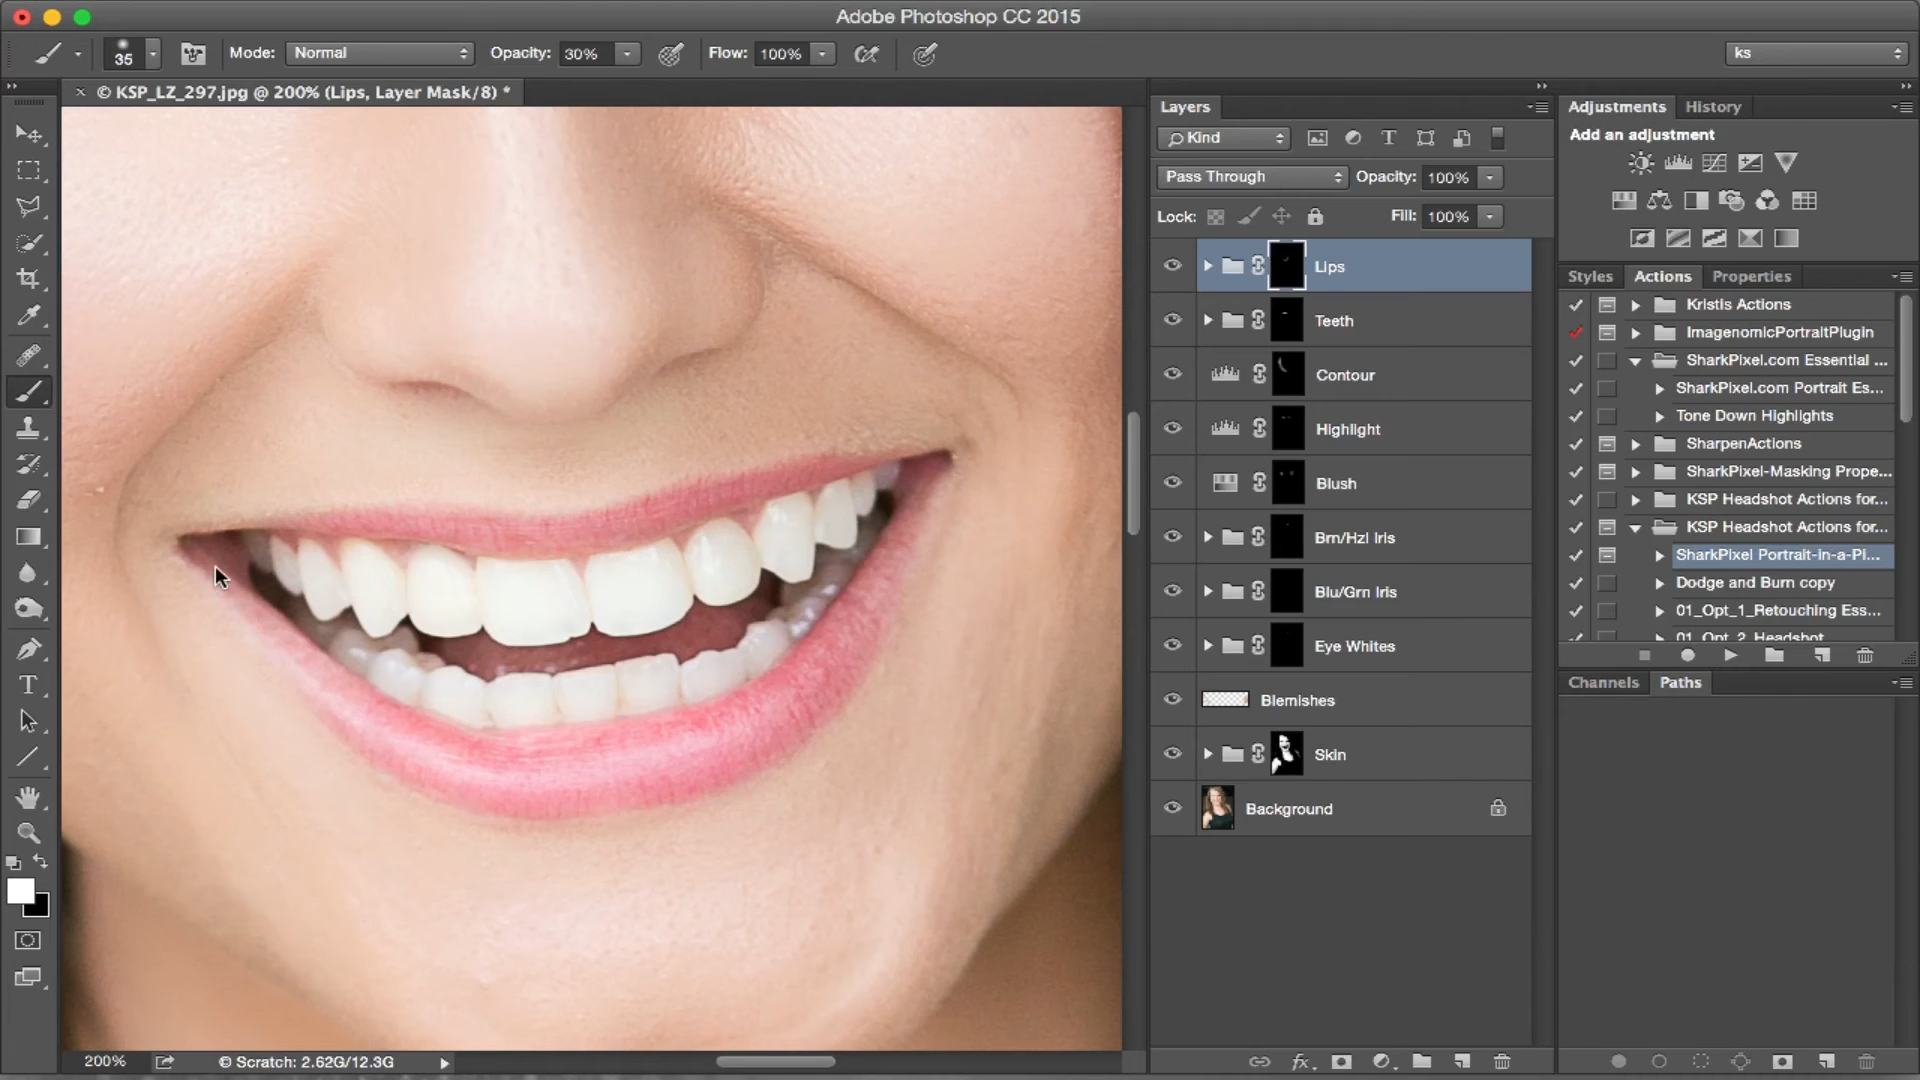 Adobe Photoshop CC 2015
35 Mode: Normal Opacity: 30% Flow: 100% ks
© KSP_LZ_297.jpg @ 200% (Lips, Layer Mask/8) *
Layers
Kind
Pass Through Opacity: 100%
Lock: Fill: 100%
Lips
Teeth
Contour
Highlight
Blush
Brn/Hzl Iris
Blu/Grn Iris
Eye Whites
Blemishes
Skin
Background
Adjustments History
Add an adjustment
Styles Actions Properties
Kristis Actions
ImagenomicPortraitPlugin
SharkPixel.com Essential ...
SharkPixel.com Portrait Es...
Tone Down Highlights
SharpenActions
SharkPixel-Masking Prope...
KSP Headshot Actions for...
KSP Headshot Actions for...
SharkPixel Portrait-in-a-Pi...
Dodge and Burn copy
01_Opt_1_Retouching Ess...
01_Opt_2_Headshot
Channels Paths
200% © Scratch: 2.62G/12.3G